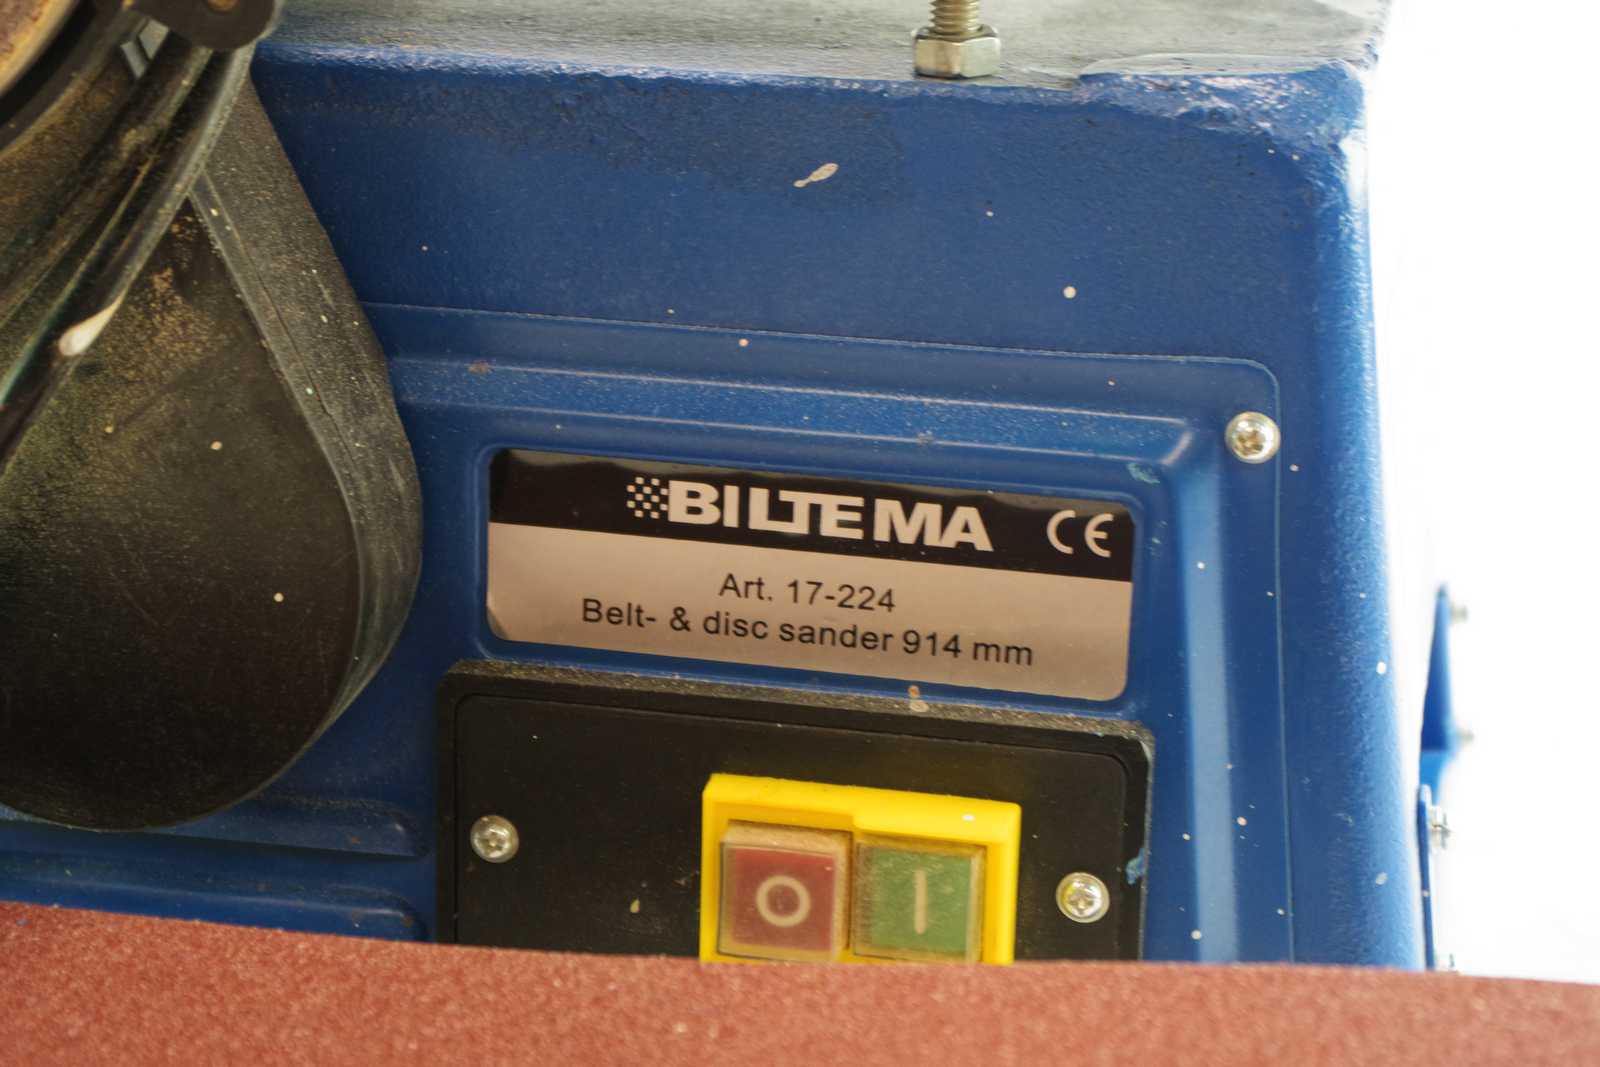 BILTEMA CE
Art. 17-224
Belt- & disc sander 914 mm
O I